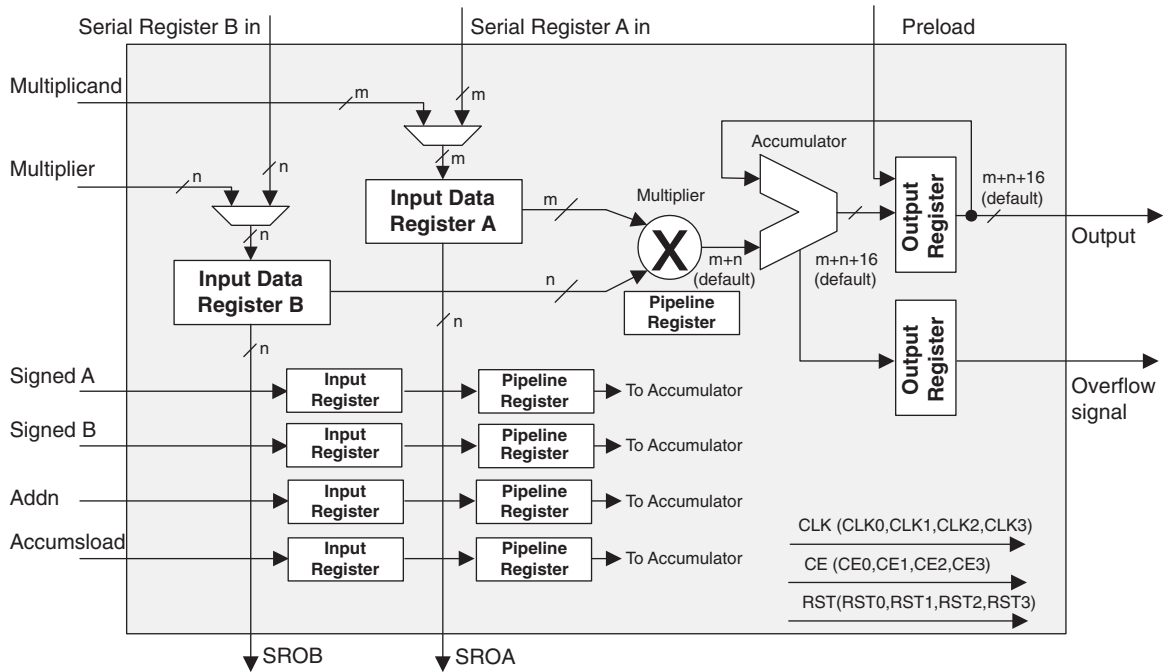 Serial Register B in
Serial Register A in
Preload
Multiplicand
m
m
Accumulator
Multiplier
n
n
m
Input Data
Register A
m
Multiplier
X
m+n
(default)
m+n+16
(default)
Output
Register
m+n+16
(default)
Output
n
Input Data
Register B
n
Pipeline
Register
n
n
Output
Register
Overflow
signal
Signed A
Input
Register
Pipeline
Register
To Accumulator
Signed B
Input
Register
Pipeline
Register
To Accumulator
Addn
Input
Register
Pipeline
Register
To Accumulator
Accumsload
Input
Register
Pipeline
Register
To Accumulator
CLK (CLK0,CLK1,CLK2,CLK3)
CE (CE0,CE1,CE2,CE3)
RST(RST0,RST1,RST2,RST3)
SROB
SROA